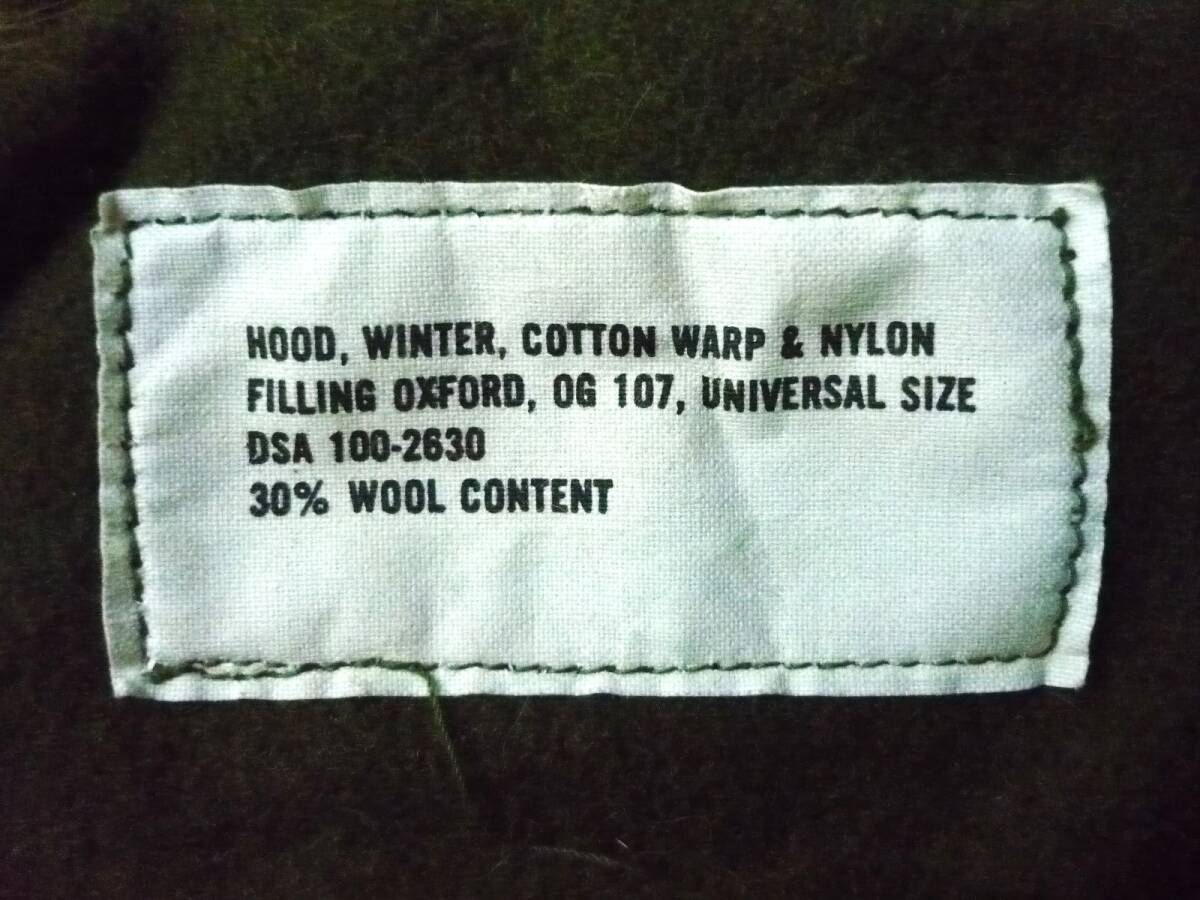 HOOD, WINTER, COTTON WARP & NYLON
FILLING OXFORD, OG 107, UNIVERSAL SIZE
DSA 100-2630
30% WOOL CONTENT